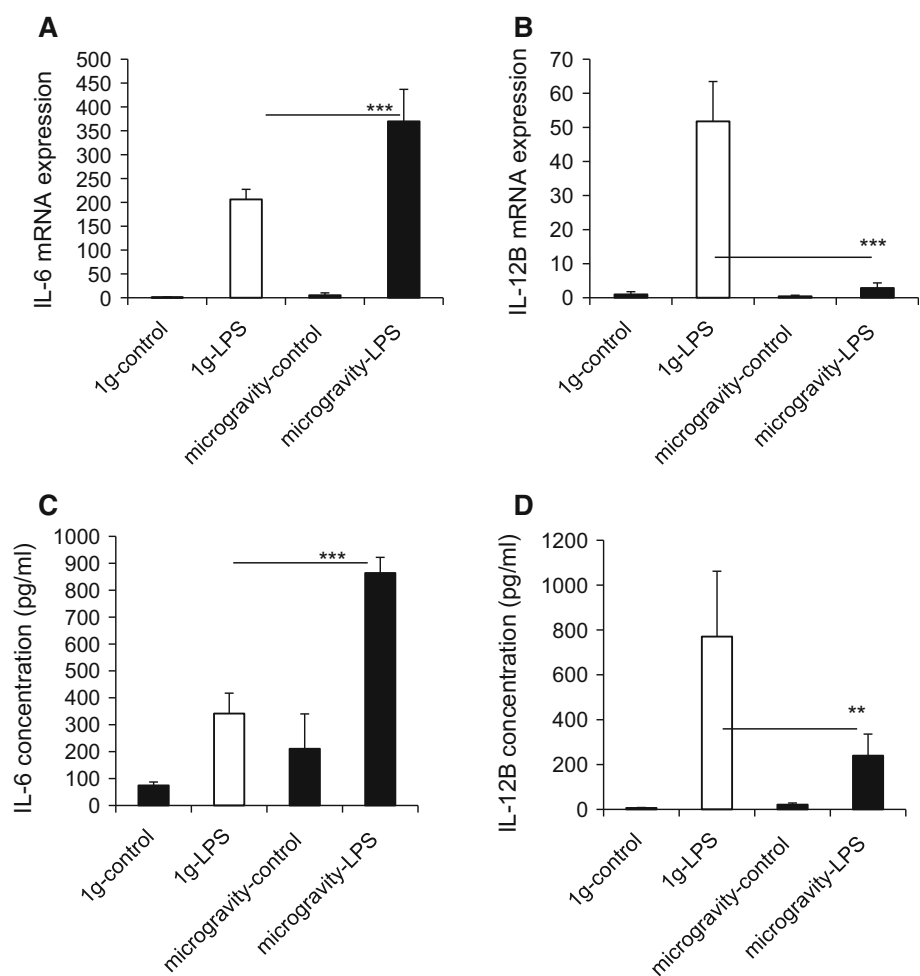 A
IL-6 mRNA expression
500
450
400
350
300
250
200
150
100
50
0
***
1g-control
1g-LPS
microgravity-control
microgravity-LPS
B
IL-12B mRNA expression
70
60
50
40
30
20
10
0
***
1g-control
1g-LPS
microgravity-control
microgravity-LPS
C
IL-6 concentration (pg/ml)
1000
900
800
700
600
500
400
300
200
100
0
***
1g-control
1g-LPS
microgravity-control
microgravity-LPS
D
IL-12B concentration (pg/ml)
1200
1000
800
600
400
200
0
**
1g-control
1g-LPS
microgravity-control
microgravity-LPS